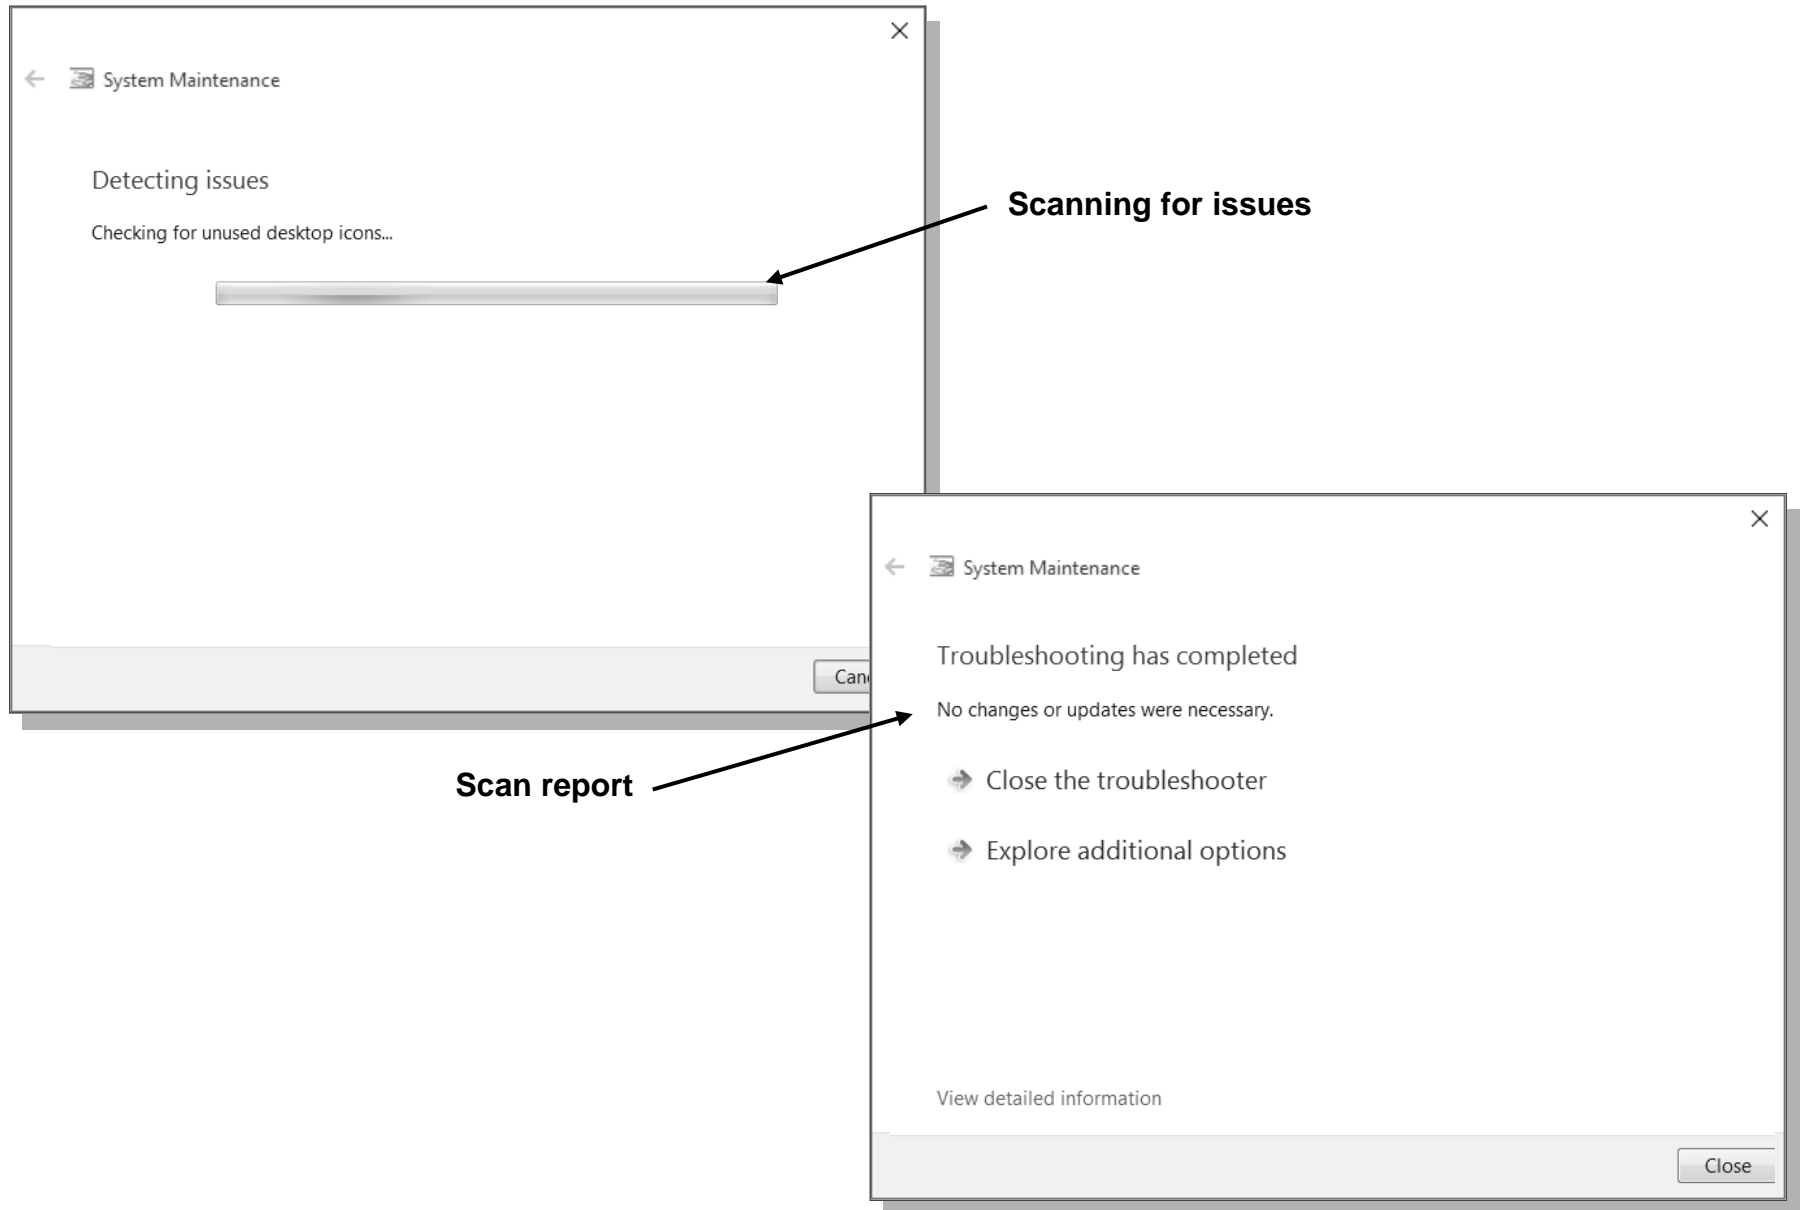 System Maintenance
Detecting issues
Checking for unused desktop icons...
Scanning for issues
Can
System Maintenance
Troubleshooting has completed
No changes or updates were necessary.
Scan report
Close the troubleshooter
Explore additional options
View detailed information
Close